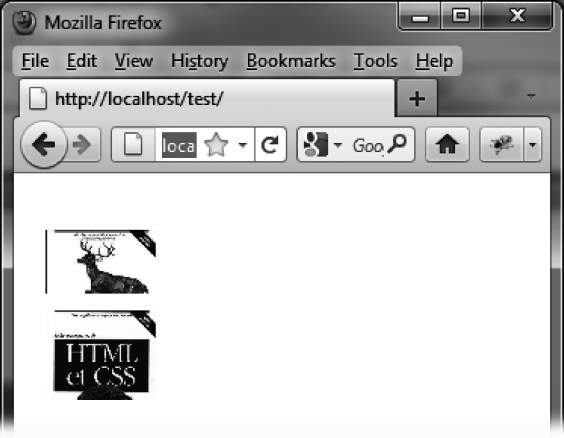 Mozilla Firefox
File Edit View History Bookmarks Tools Help
http://localhost/test/
loca Goo
HTML
et CSS